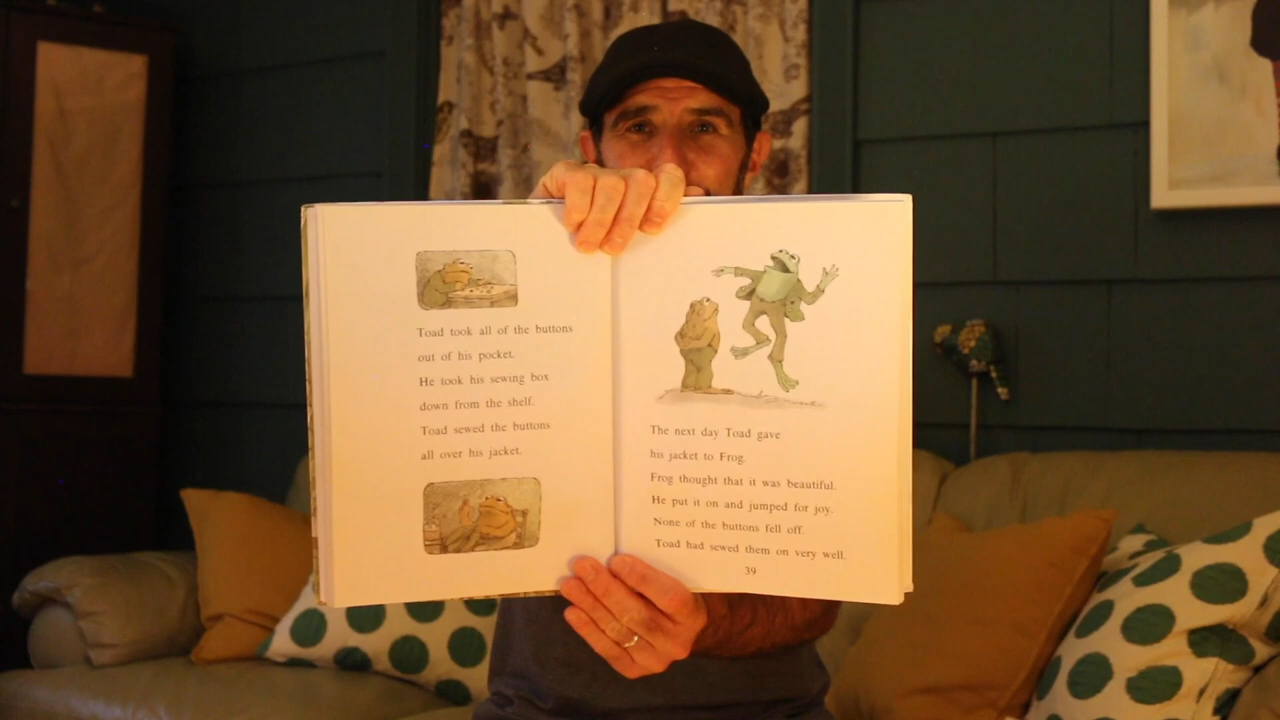 Toad took all of the buttons
out of his pocket.
He took his sewing box
down from the shelf.
Toad sewed the buttons
all over his jacket.
The next day Toad gave
his jacket to Frog.
Frog thought that it was beautiful.
He put it on and jumped for joy.
None of the buttons fell off.
Toad had sewed them on very well.
39